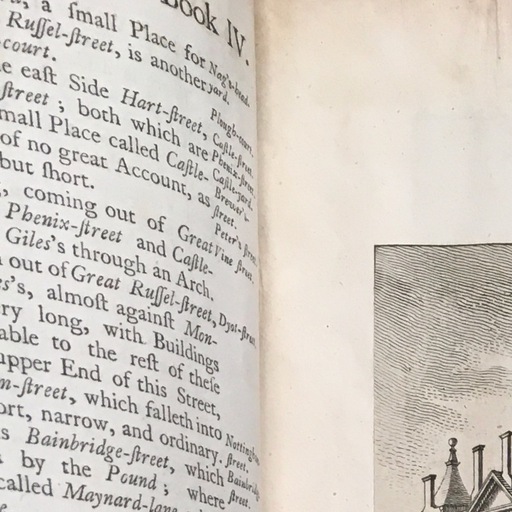 Book IV.
a ſmall Place for
Ruſſel-ſtreet, is another
court.
eaſt Side Hart-ſtreet,
ſtreet; both which are
mall Place called Caſtle-
of no great Account, as
but ſhort.
coming out of Great
Phenix-ſtreet and Caſtle-
Giles's through an Arch.
out of Great Ruſſel-ſtreet,
almoſt againſt Mon-
ry long, with Buildings
able to the reſt of theſe
upper End of this Street,
n-ſtreet, which falleth into
ort, narrow, and ordinary.
s Bainbridge-ſtreet, which
by the Pound; where
called Maynard-lane
yard.
Plough-court.
Caſtle-ſtreet.
Phenix-ſtreet.
Caſtle-yard.
Brewer's-
ſtreet.
Peter's ſtreet.
Vine ſtreet.
Dyot-ſtreet
Nottingham
ſtreet.
Bainbridge
ſtreet.